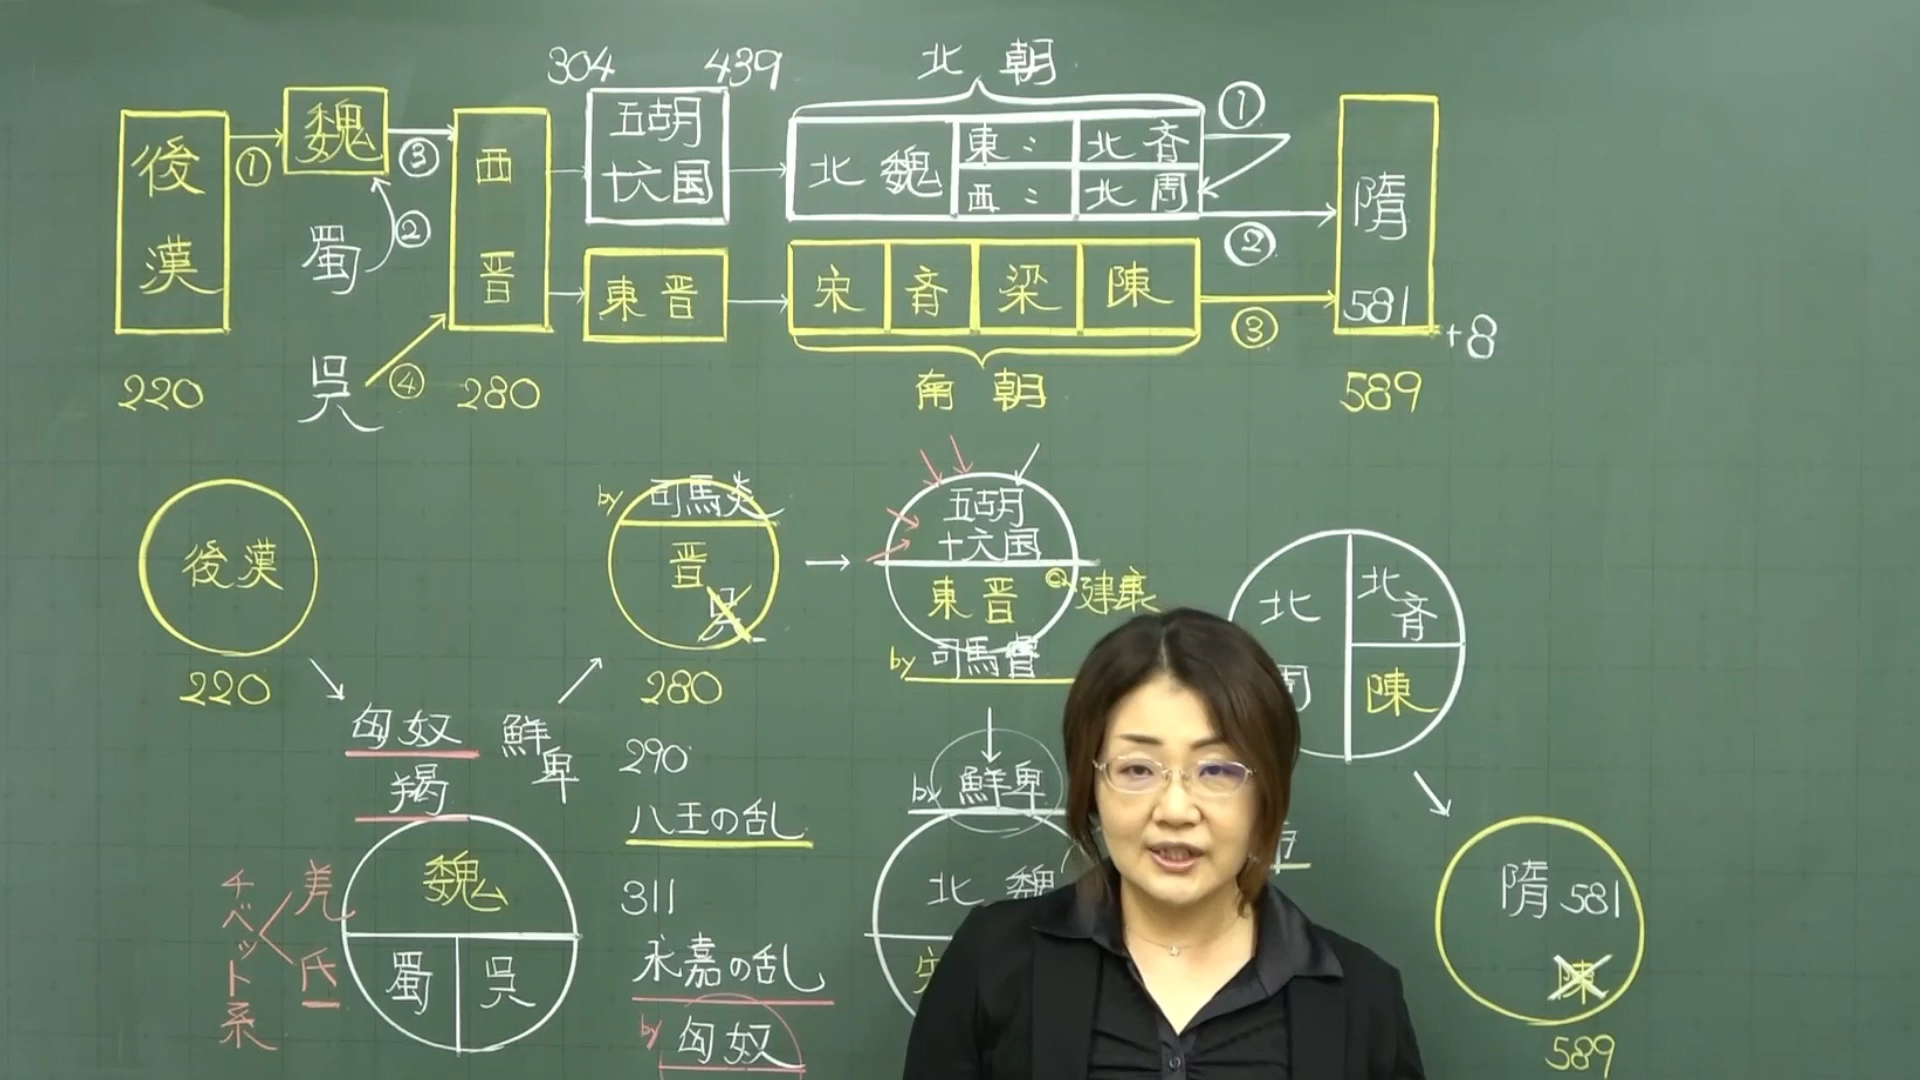 304 439 北朝
後漢 ① 魏 ③ 西晋 五胡十六国 北魏 東〃 北斉 ① 隋
西〃 北周
蜀 ②
②
東晋 宋 斉 梁 陳 581
③
+8
220 呉 ④ 280 南朝 589
後漢
220
匈奴 鮮卑
羯
魏
蜀 呉
羌
氐
チベット系
by 司馬炎
晋
呉
280
290
八王の乱
311
永嘉の乱
by 匈奴
五胡
十六国
東晋 建康
by 司馬睿
by 鮮卑
北魏
宋
北周
北斉
陳
隋 581
陳
589